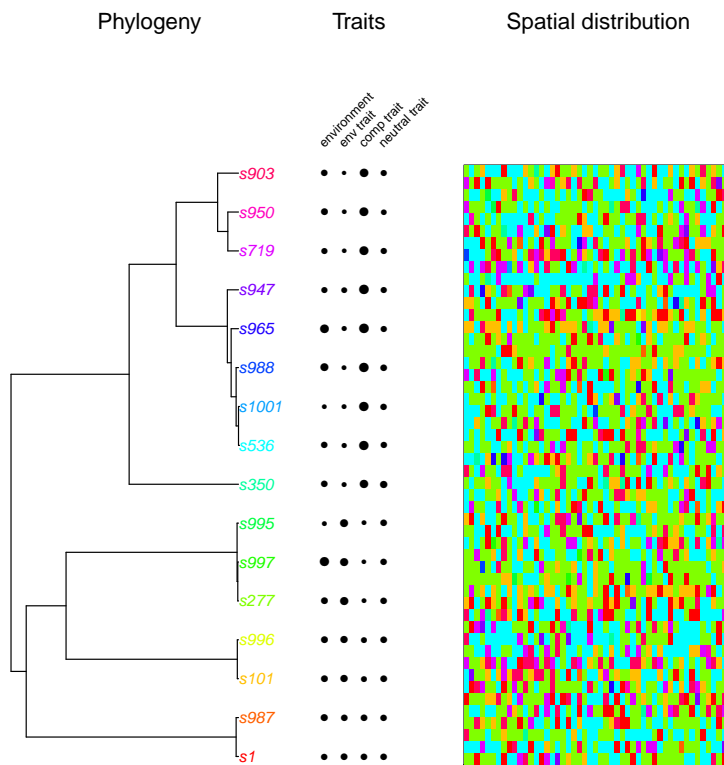 Phylogeny Traits Spatial distribution
environment env trait comp trait neutral trait
s903
s950
s719
s947
s965
s988
s1001
s536
s350
s995
s997
s277
s996
s101
s987
s1